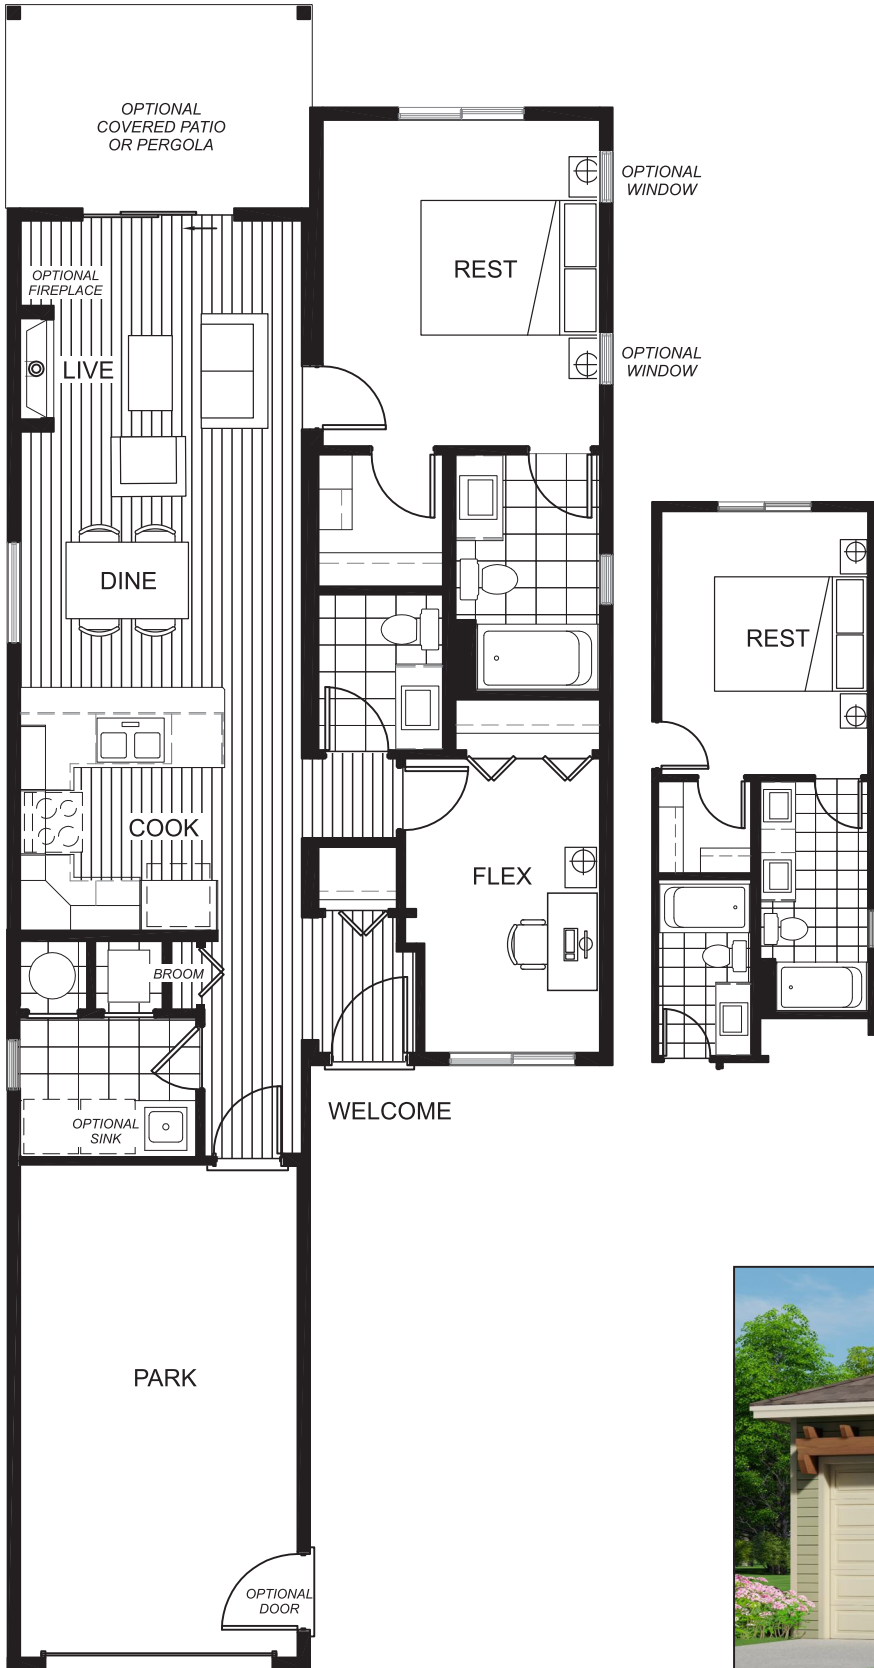 OPTIONAL
COVERED PATIO
OR PERGOLA
OPTIONAL
WINDOW
REST
OPTIONAL
FIREPLACE
LIVE
OPTIONAL
WINDOW
DINE
REST
COOK
FLEX
BROOM
WELCOME
OPTIONAL
SINK
PARK
OPTIONAL
DOOR